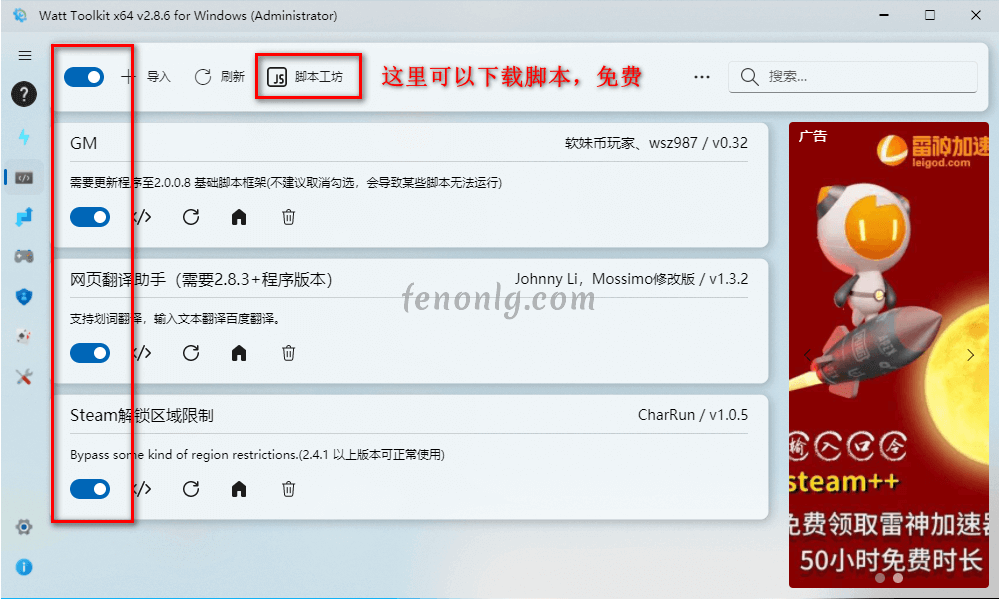 Watt Toolkit x64 v2.8.6 for Windows (Administrator)
导入 刷新 JS 脚本工坊 这里可以下载脚本，免费 搜索...
GM 软妹币玩家、wsz987 / v0.32
需要更新程序至2.0.0.8 基础脚本框架(不建议取消勾选，会导致某些脚本无法运行)
网页翻译助手（需要2.8.3+程序版本） Johnny Li，Mossimo修改版 / v1.3.2
支持划词翻译，输入文本翻译百度翻译。
Steam解锁区域限制 CharRun / v1.0.5
Bypass some kind of region restrictions.(2.4.1 以上版本可正常使用)
fenonlg.com
广告
雷神加速
leigod.com
输入口令
steam++
免费领取雷神加速器
50小时免费时长